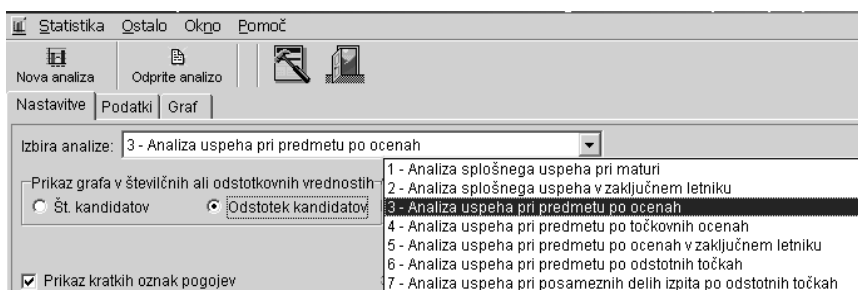 Statistika Ostalo Okno Pomoč
Nova analiza Odprite analizo
Nastavitve Podatki Graf
Izbira analize: 3 - Analiza uspeha pri predmetu po ocenah
1 - Analiza splošnega uspeha pri maturi
Prikaz grafa v številčnih ali odstotkovnih vrednostih
2 - Analiza splošnega uspeha v zaključnem letniku
Št. kandidatov Odstotek kandidatov
3 - Analiza uspeha pri predmetu po ocenah
4 - Analiza uspeha pri predmetu po točkovnih ocenah
5 - Analiza uspeha pri predmetu po ocenah v zaključnem letniku
6 - Analiza uspeha pri predmetu po odstotnih točkah
Prikaz kratkih oznak pogojev
7 - Analiza uspeha pri posameznih delih izpita po odstotnih točkah